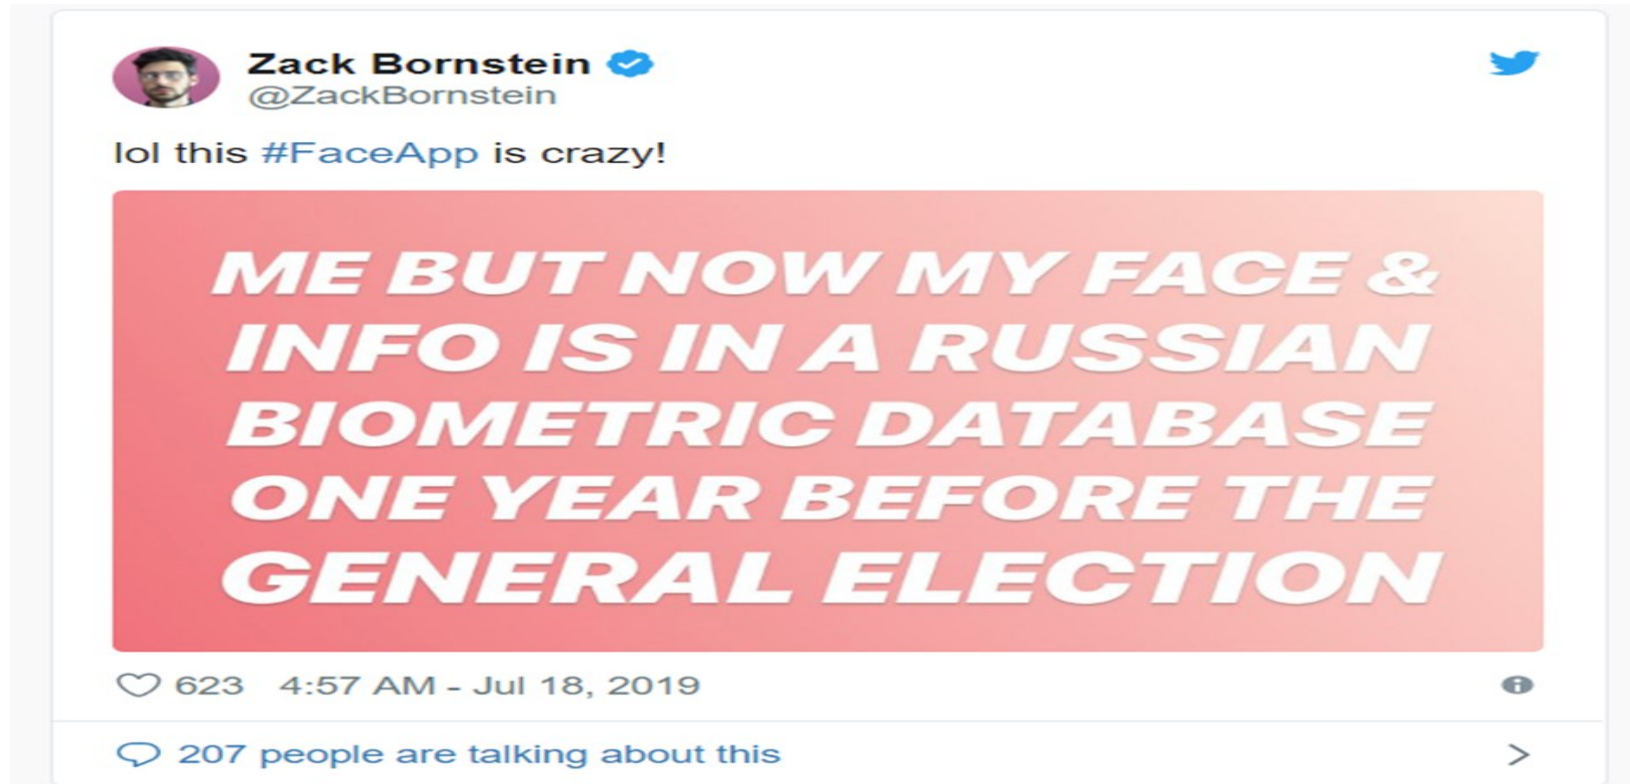 Zack Bornstein
@ZackBornstein
lol this #FaceApp is crazy!
ME BUT NOW MY FACE &
INFO IS IN A RUSSIAN
BIOMETRIC DATABASE
ONE YEAR BEFORE THE
GENERAL ELECTION
623 4:57 AM - Jul 18, 2019
207 people are talking about this